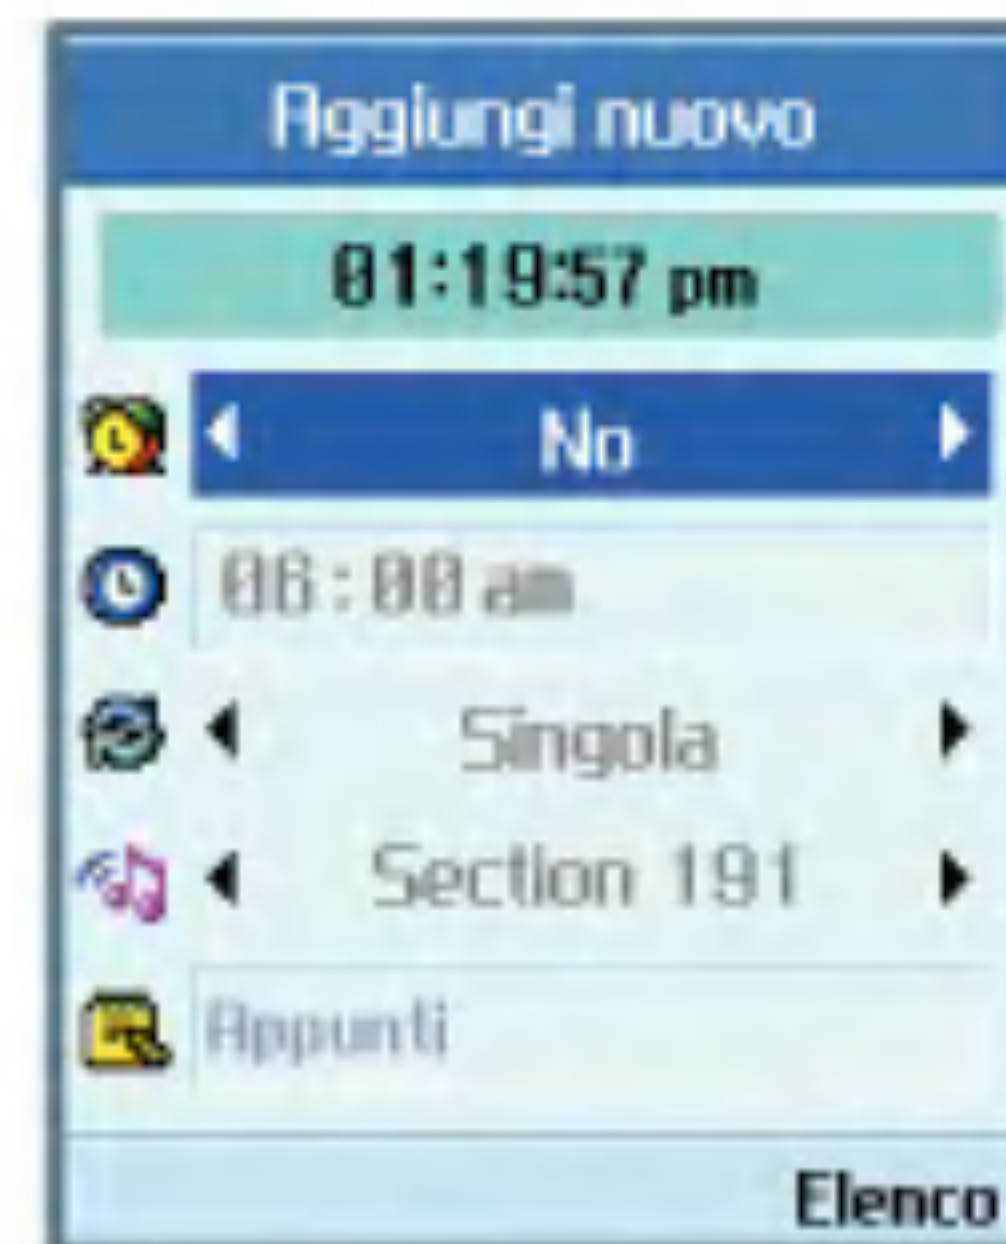 Aggiungi nuovo
01:19:57 pm
No
06:00 am
Singola
Section 191
Appunti
Elenco